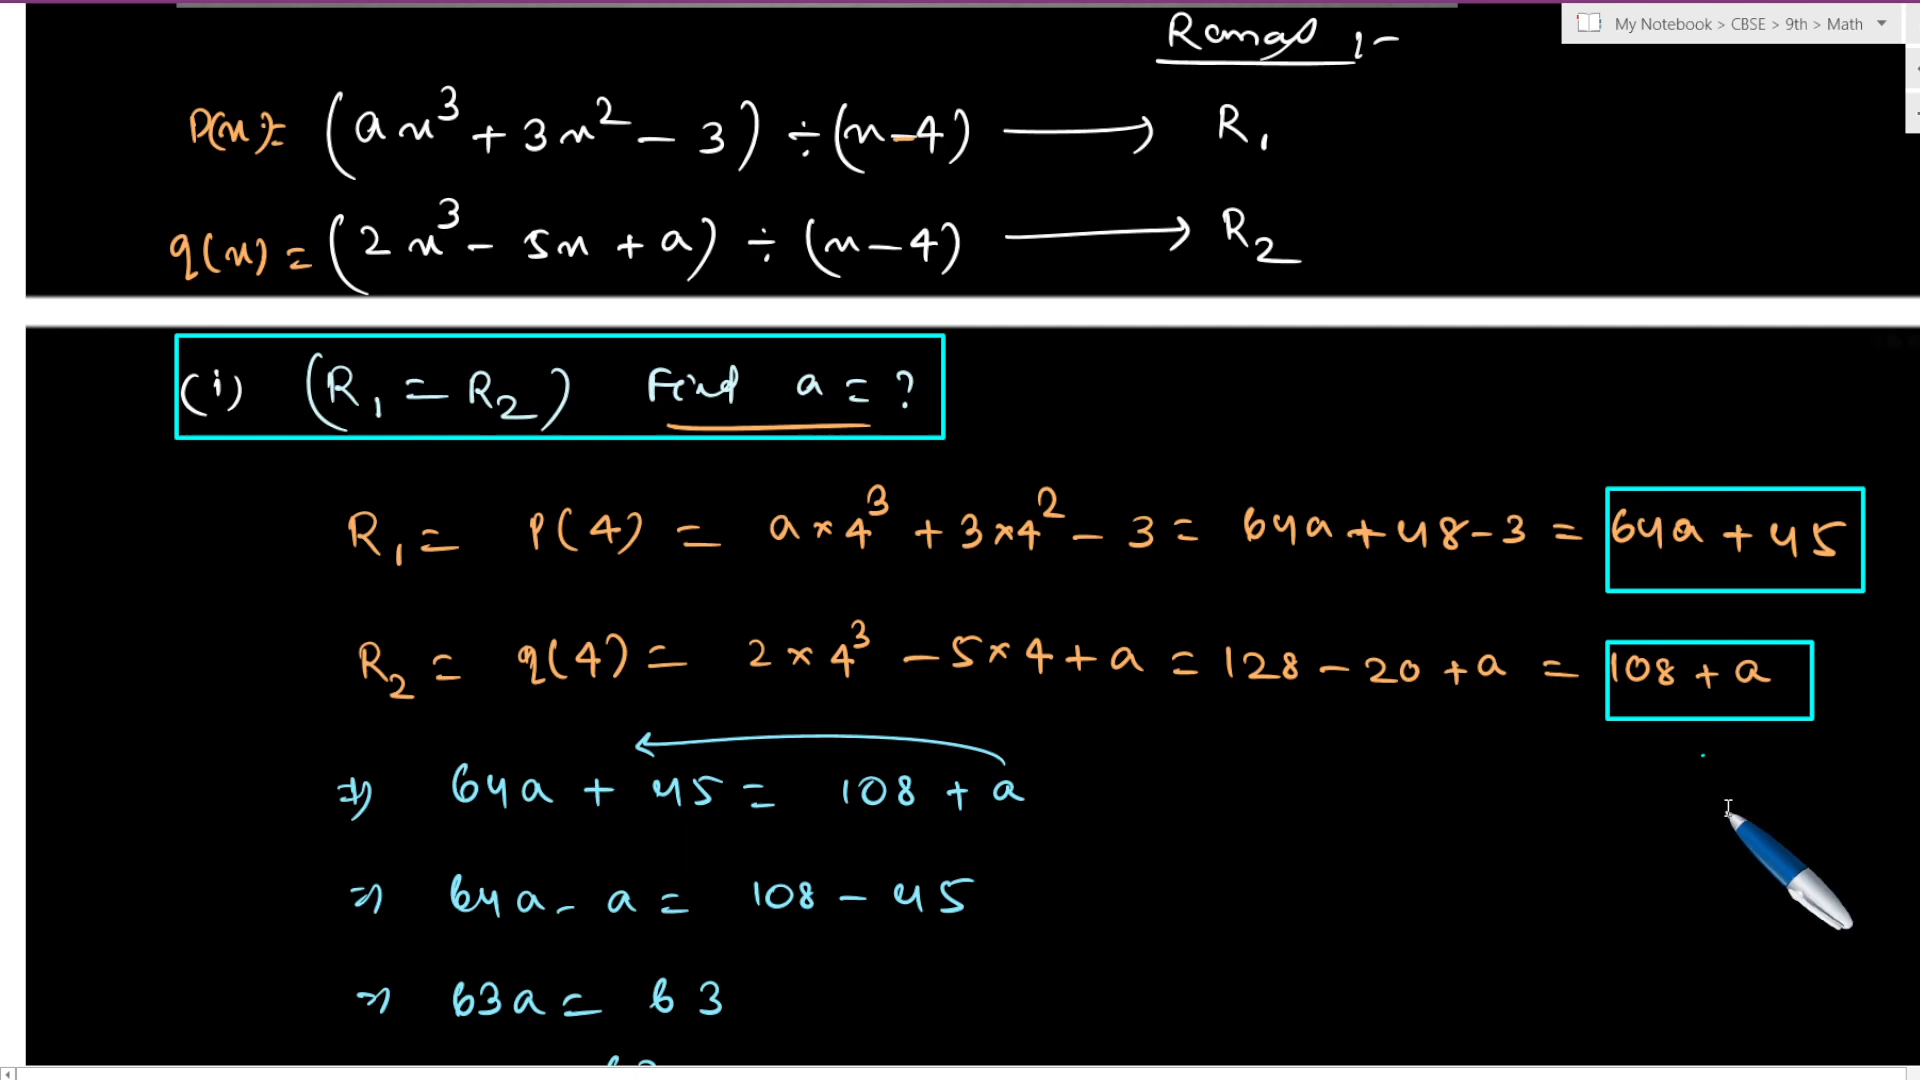 My Notebook > CBSE > 9th > Math
:-
P(x)= (ax³ + 3x² - 3) ÷ (x-4) ⟶ R₁
q(x) = (2x³ - 5x + a) ÷ (x-4) ⟶ R₂
(i) (R₁ = R₂) Find a = ?
R₁ = P(4) = a×4³ + 3×4² - 3 = 64a + 48 - 3 = 64a + 45
R₂ = q(4) = 2×4³ - 5×4 + a = 128 - 20 + a = 108 + a
⇒ 64a + 45 = 108 + a
⇒ 64a - a = 108 - 45
⇒ 63a = 63